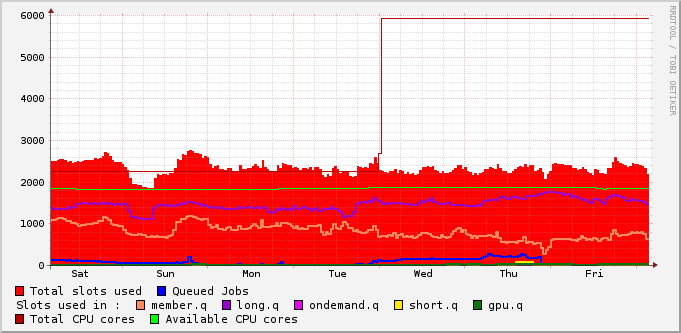 6000
5000
4000
3000
2000
1000
0
Sat Sun Mon Tue Wed Thu Fri
Total slots used Queued Jobs
Slots used in : member.q long.q ondemand.q short.q gpu.q
Total CPU cores Available CPU cores
RRDTOOL / TOBI OETIKER